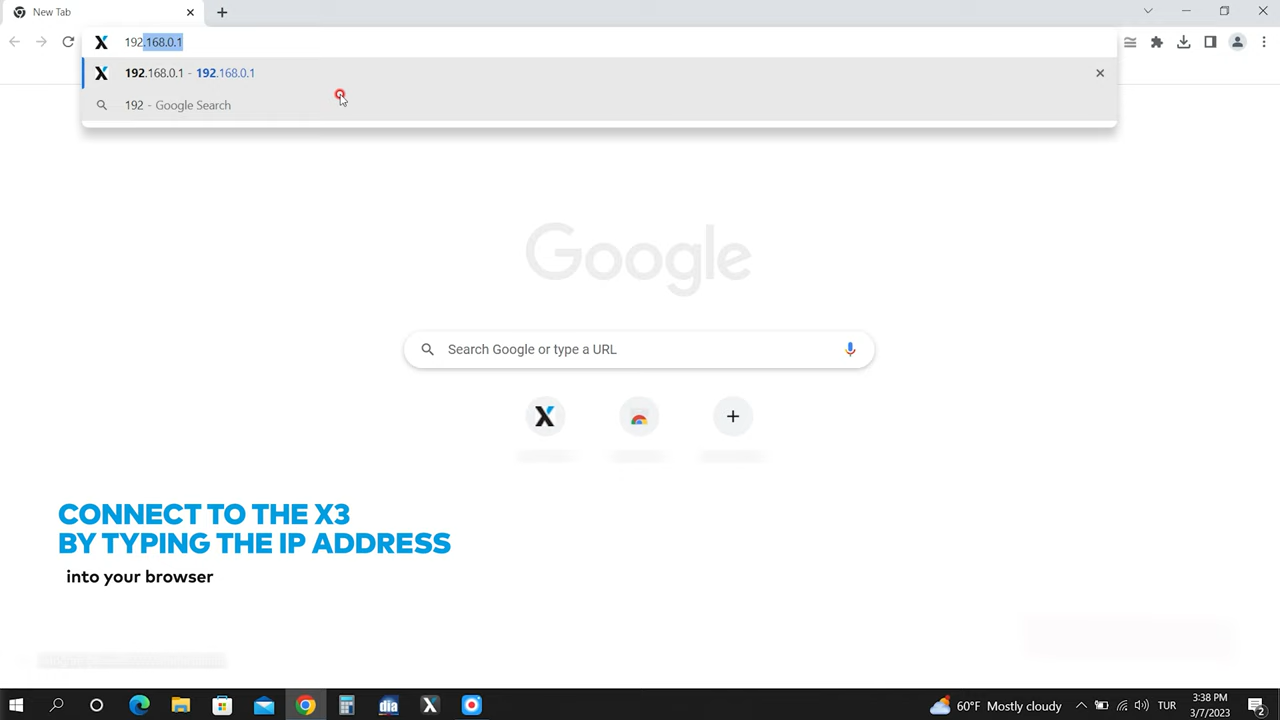 New Tab
192.168.0.1
192.168.0.1 - 192.168.0.1
192 - Google Search
Google
Search Google or type a URL
CONNECT TO THE X3
BY TYPING THE IP ADDRESS
into your browser
dia
60°F Mostly cloudy
TUR
3:38 PM
3/7/2023
2